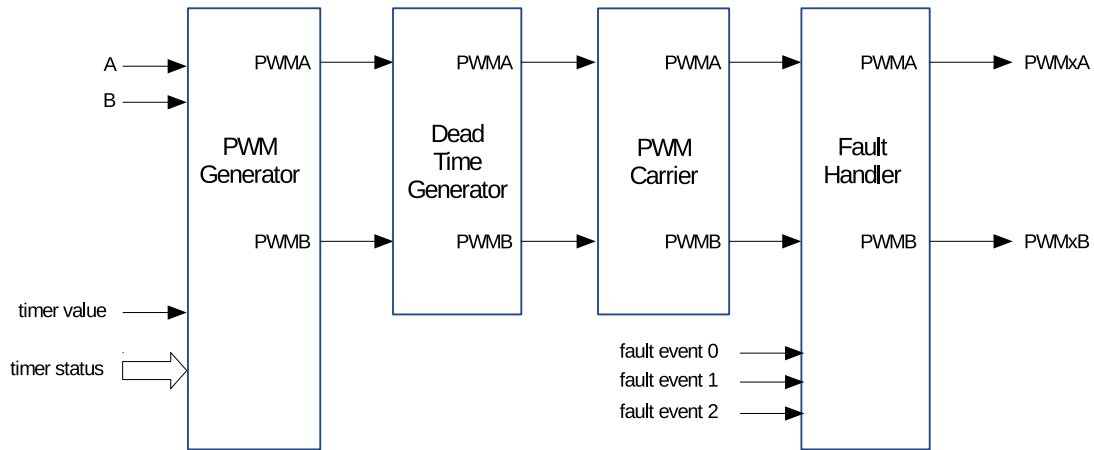 PWMA
PWMA
PWMA
PWMA
PWMxA
A
B
PWM
Generator
Dead
Time
Generator
PWM
Carrier
Fault
Handler
PWMB
PWMB
PWMB
PWMB
PWMxB
timer value
timer status
fault event 0
fault event 1
fault event 2